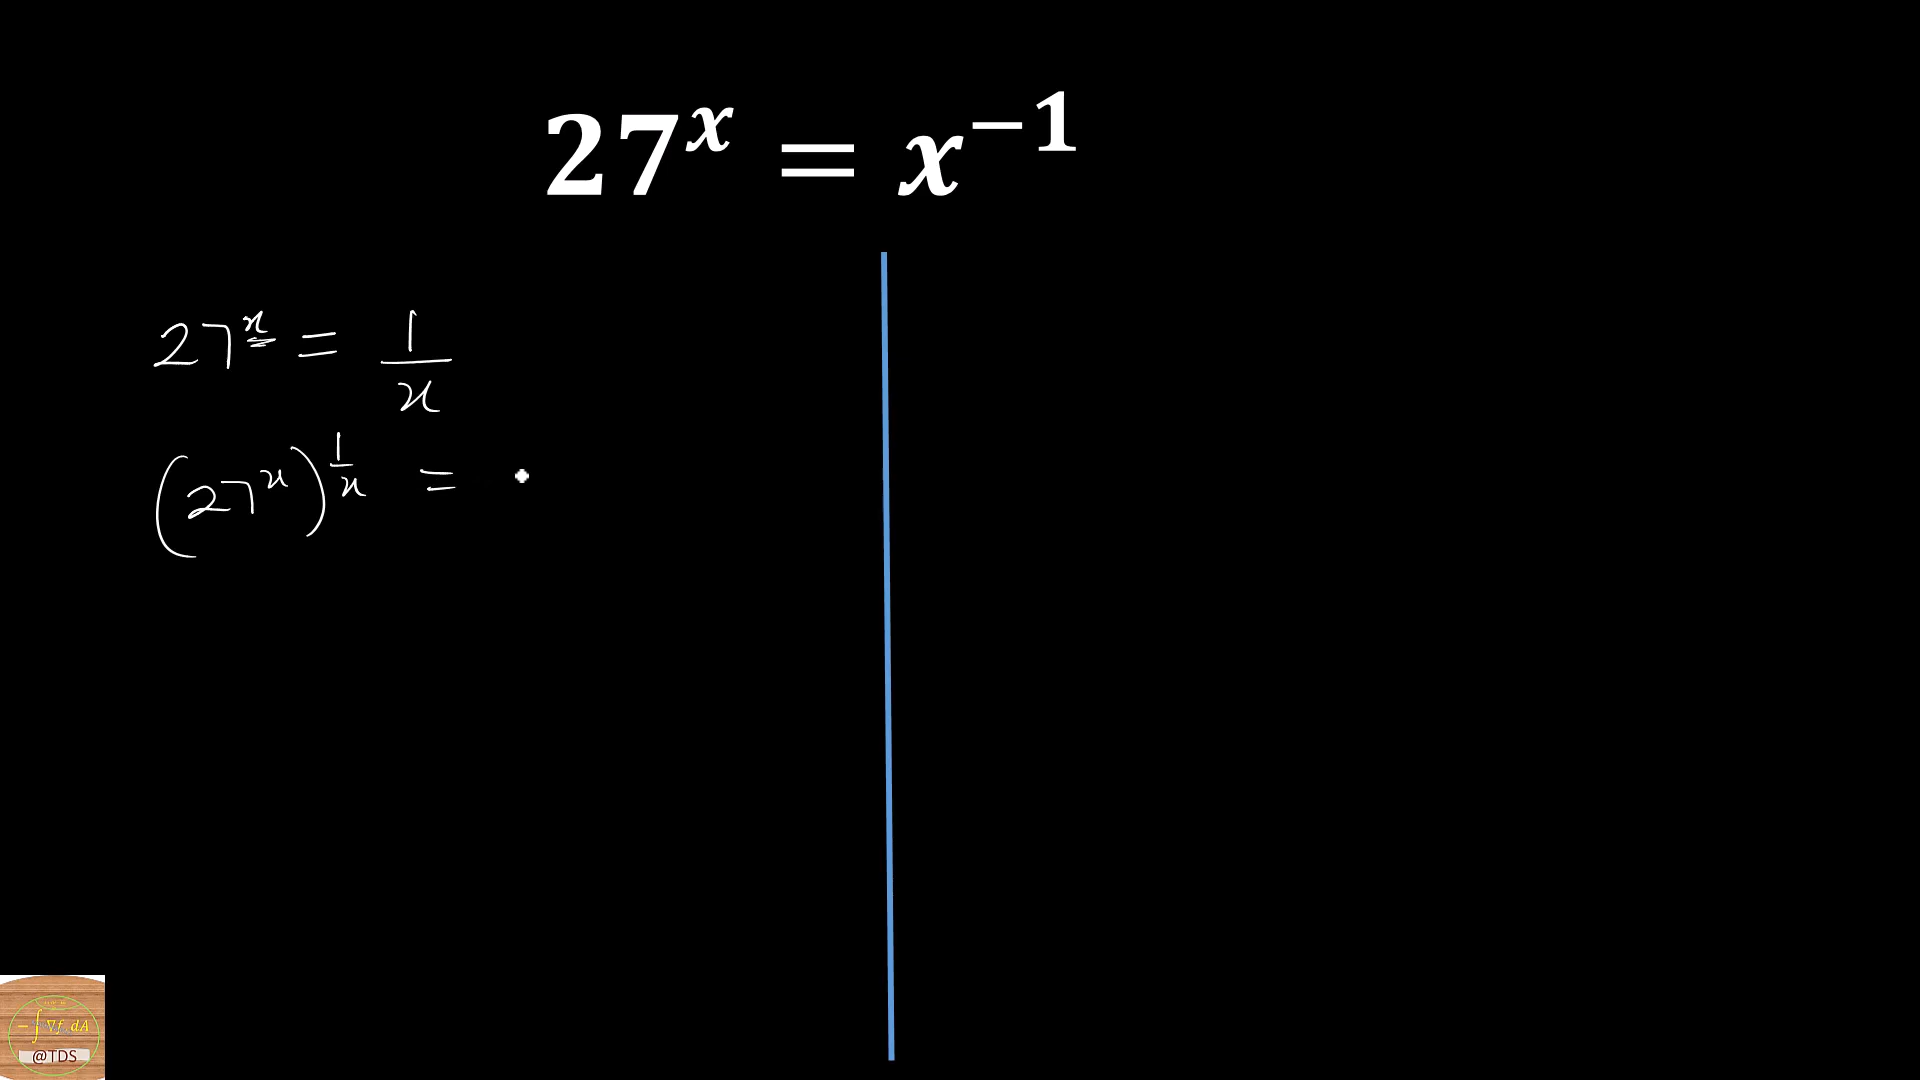 27^x = x^{-1}
27^x = 1/x
(27^x)^{1/x} =
-∫∇f.dA
@TDS